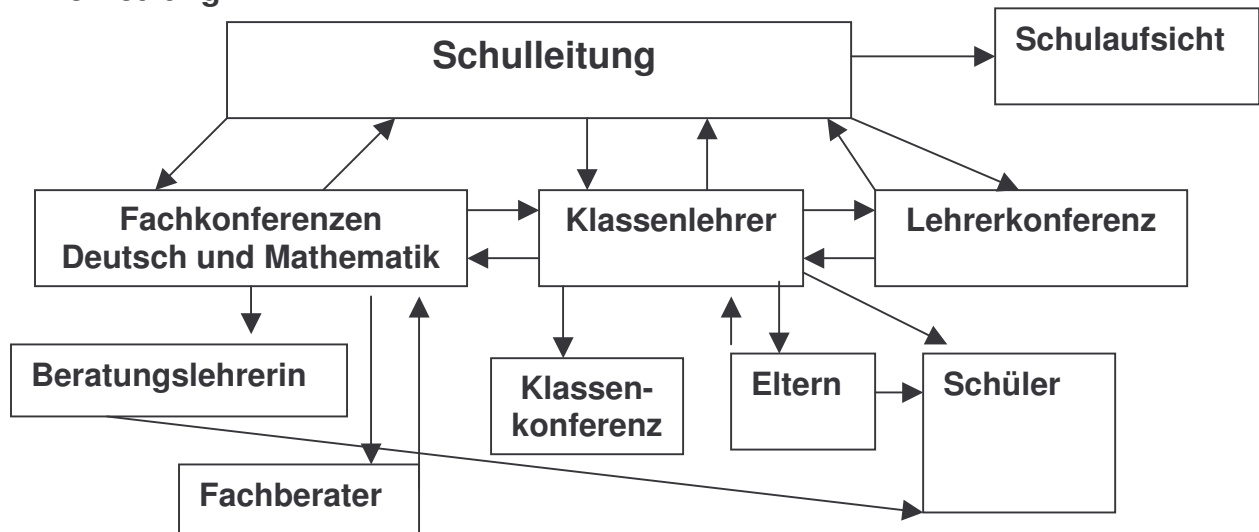 Schulleitung
Schulaufsicht
Fachkonferenzen
Deutsch und Mathematik
Klassenlehrer
Lehrerkonferenz
Beratungslehrerin
Klassen-
konferenz
Eltern
Schüler
Fachberater